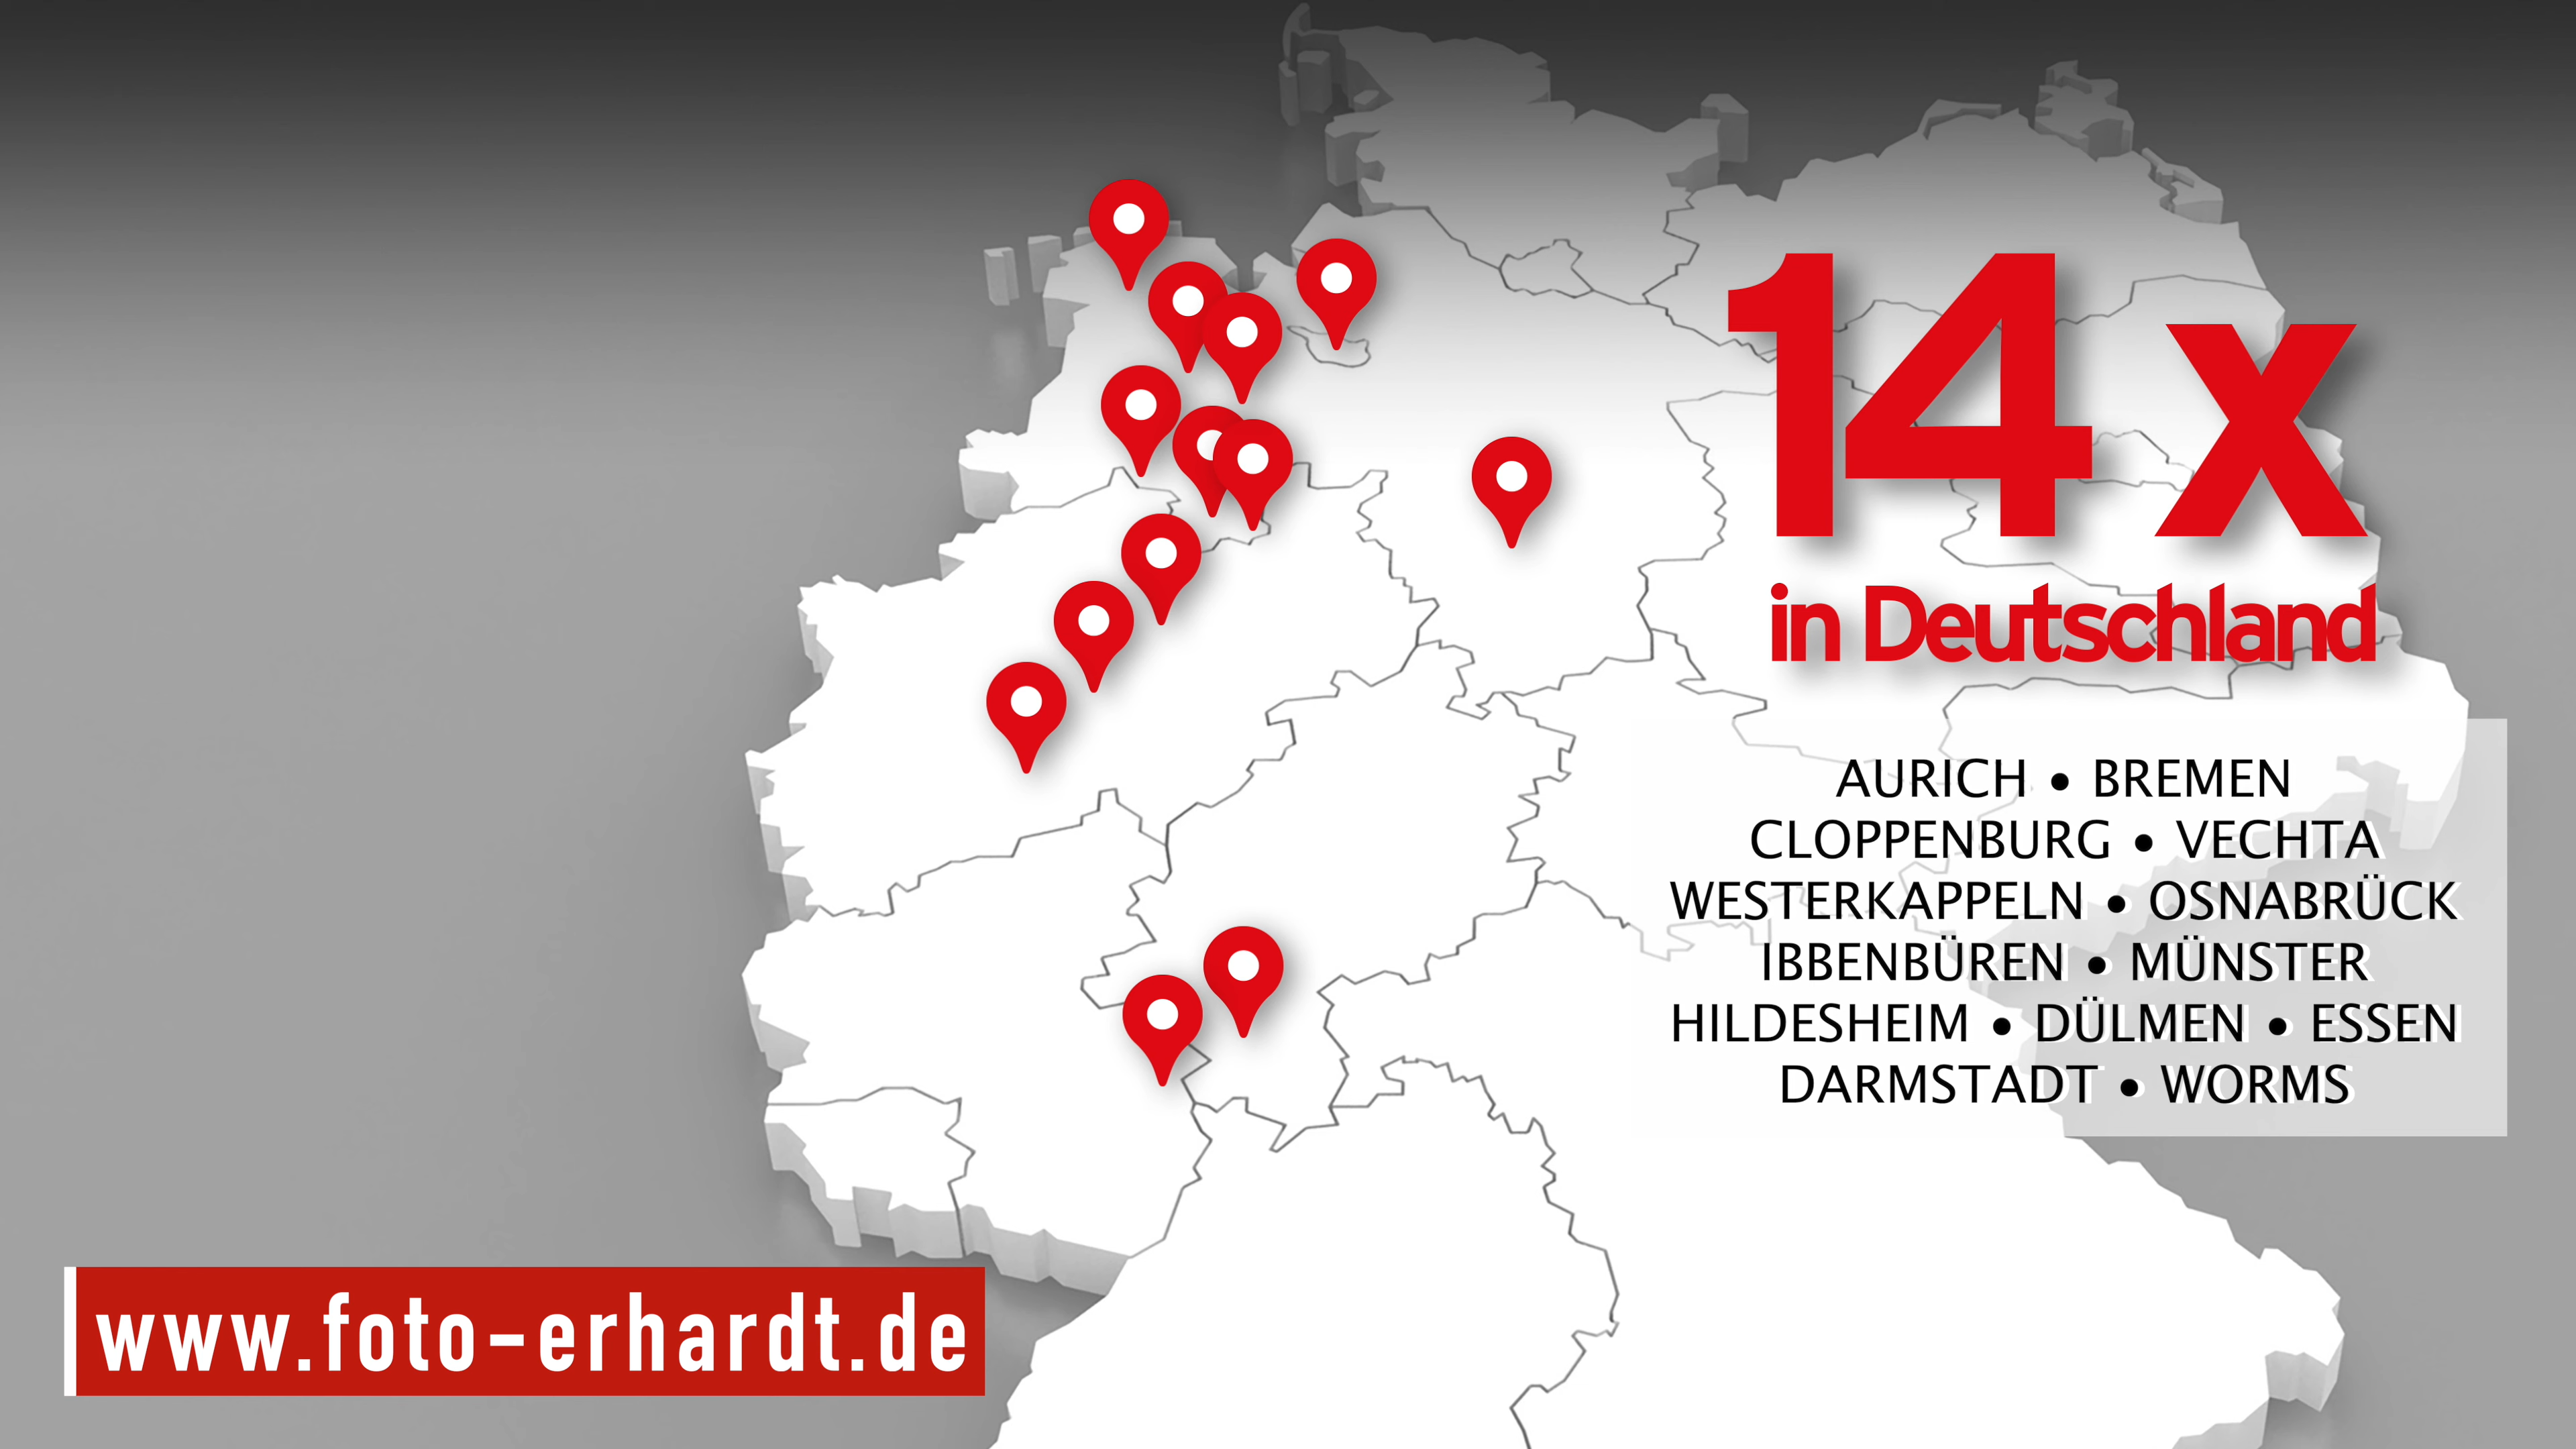 14 x
in Deutschland
AURICH • BREMEN
CLOPPENBURG • VECHTA
WESTERKAPPELN • OSNABRÜCK
IBBENBÜREN • MÜNSTER
HILDESHEIM • DÜLMEN • ESSEN
DARMSTADT • WORMS
www.foto-erhardt.de